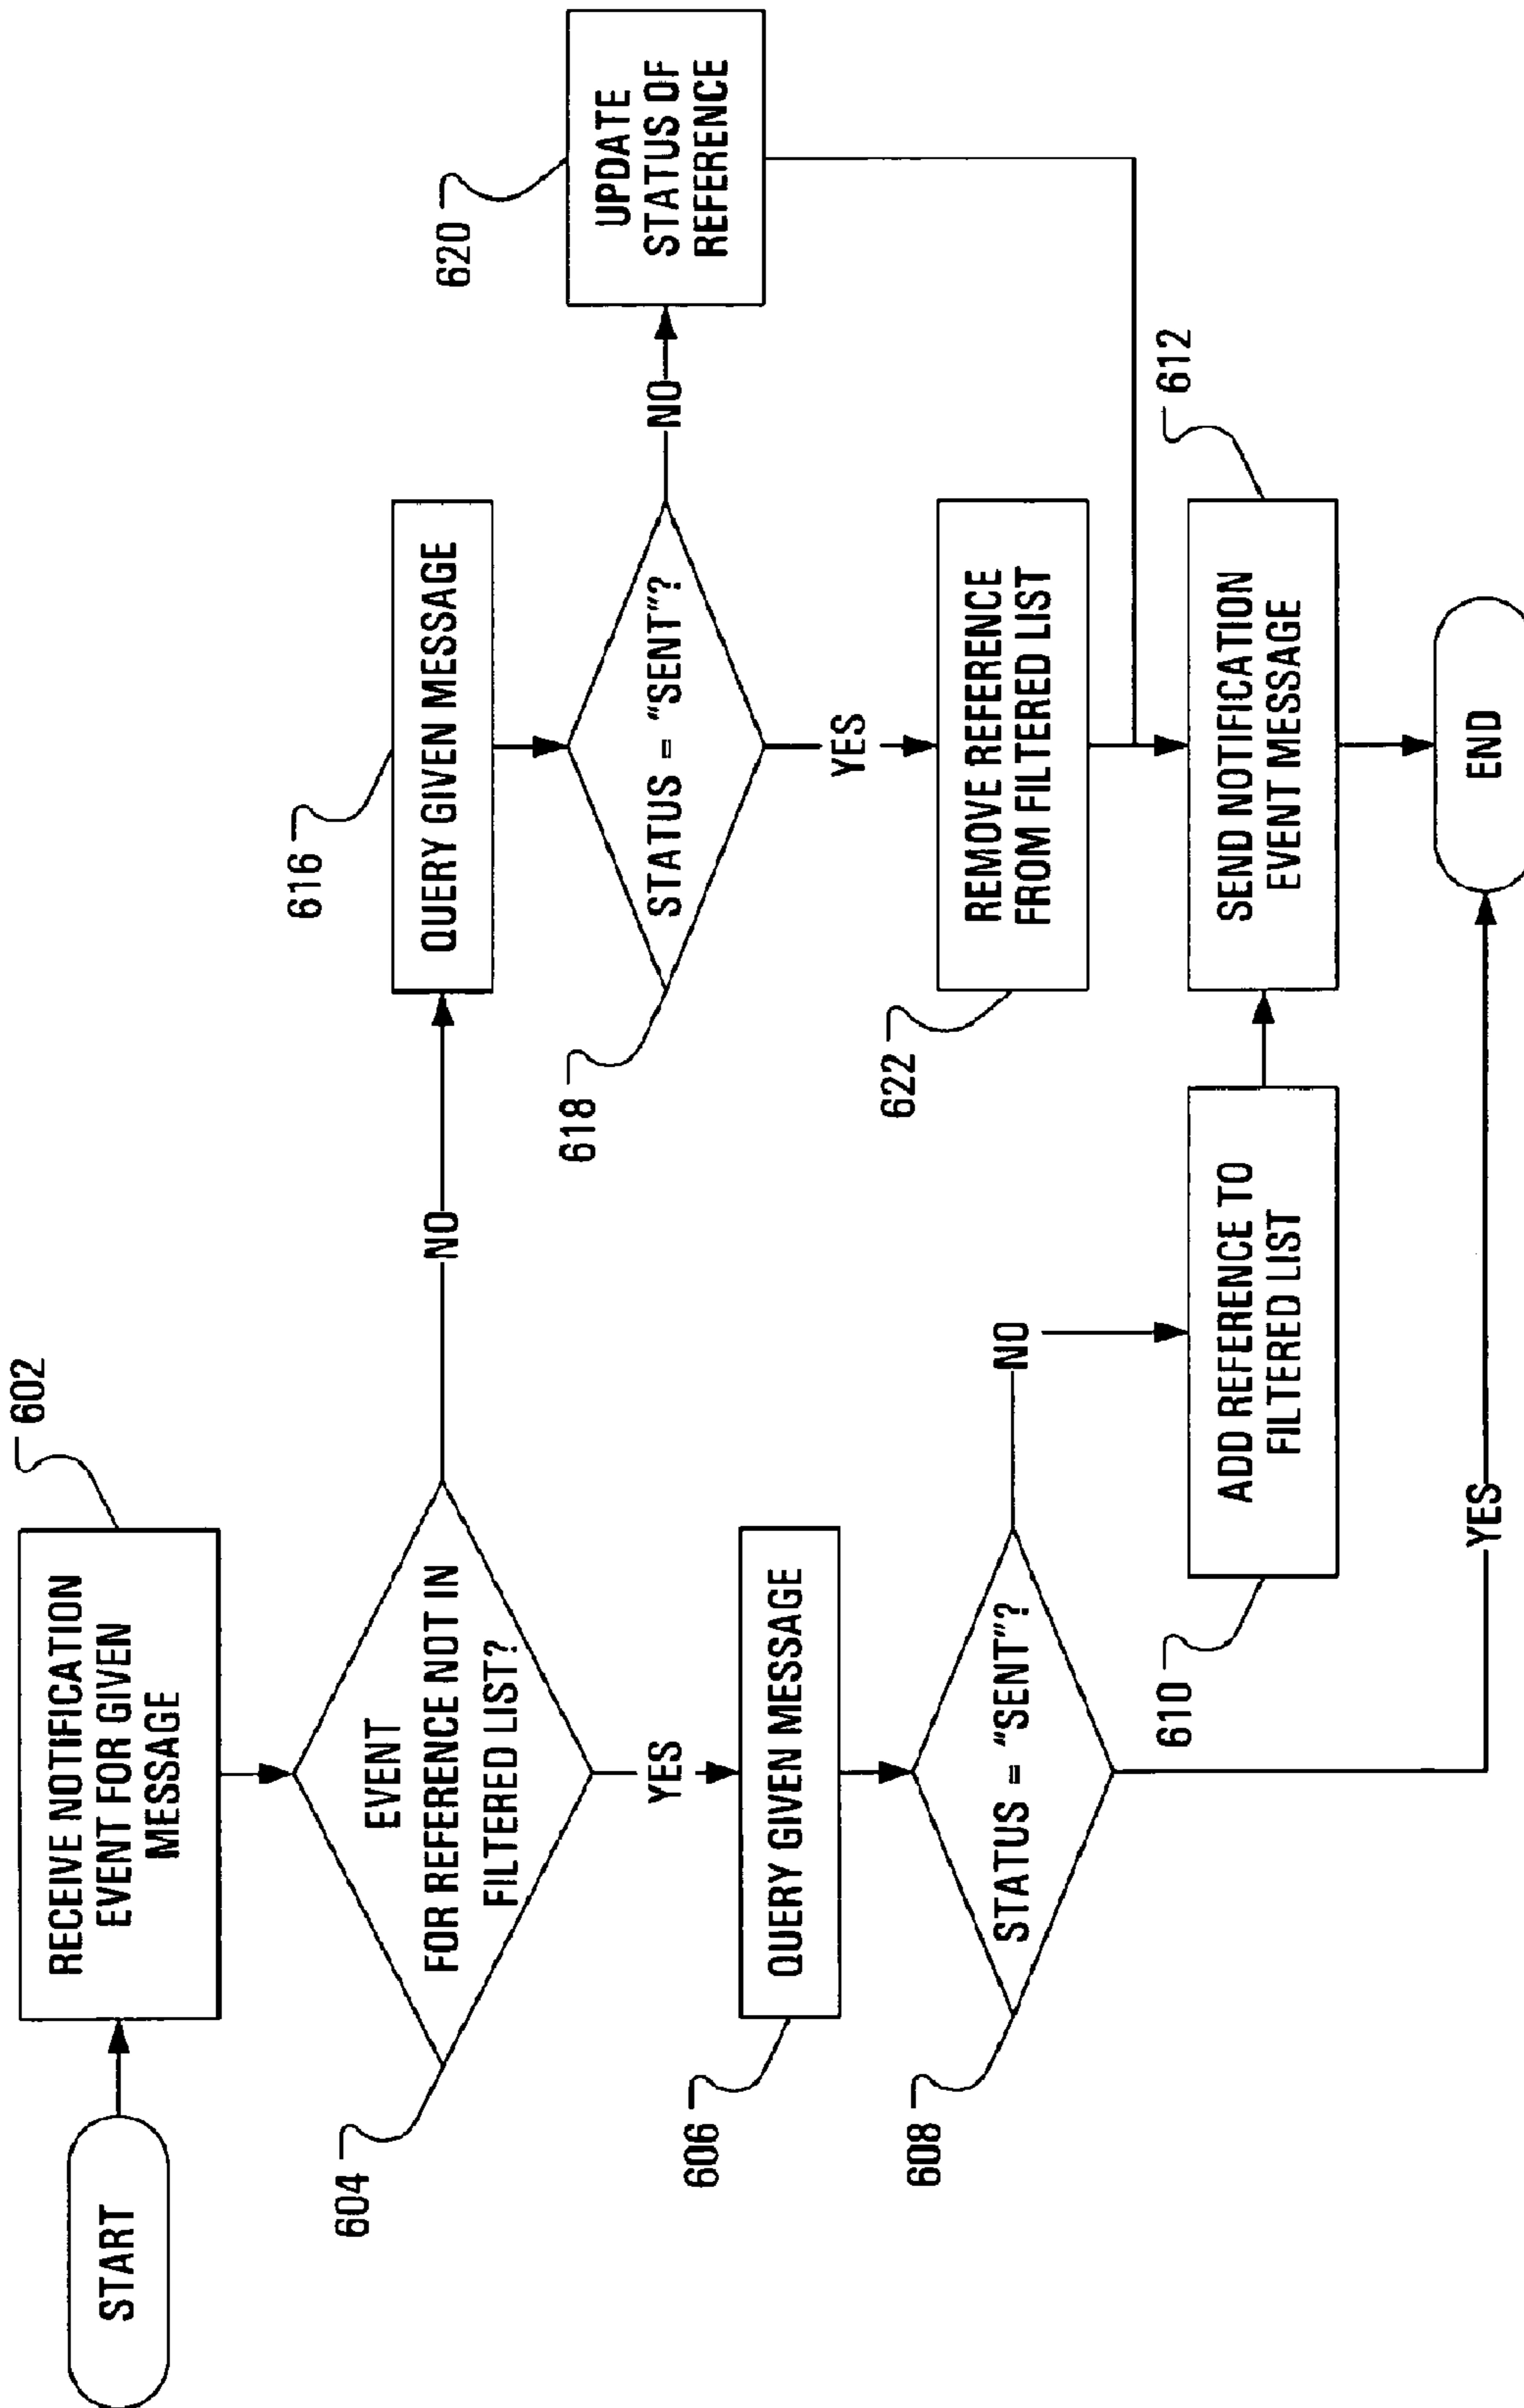 START
RECEIVE NOTIFICATION
EVENT FOR GIVEN
MESSAGE
602
EVENT
FOR REFERENCE NOT IN
FILTERED LIST?
604
NO
YES
QUERY GIVEN MESSAGE
606
STATUS = “SENT”?
608
NO
YES
ADD REFERENCE TO
FILTERED LIST
610
QUERY GIVEN MESSAGE
616
STATUS = “SENT”?
618
NO
UPDATE
STATUS OF
REFERENCE
620
YES
REMOVE REFERENCE
FROM FILTERED LIST
622
SEND NOTIFICATION
EVENT MESSAGE
612
END